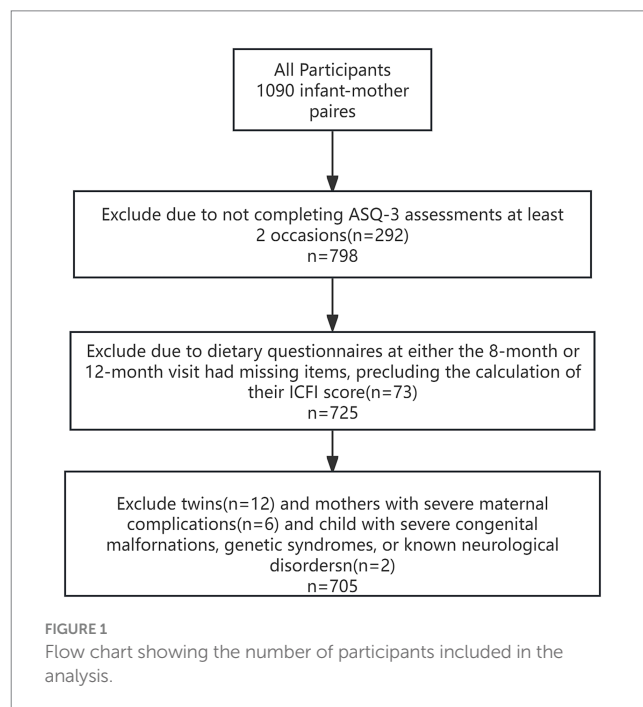 All Participants
1090 infant-mother
paires
Exclude due to not completing ASQ-3 assessments at least
2 occasions(n=292)
n=798
Exclude due to dietary questionnaires at either the 8-month or
12-month visit had missing items, precluding the calculation of
their ICFI score(n=73)
n=725
Exclude twins(n=12) and mothers with severe maternal
complications(n=6) and child with severe congenital
malfornations, genetic syndromes, or known neurological
disordersn(n=2)
n=705
FIGURE 1
Flow chart showing the number of participants included in the
analysis.